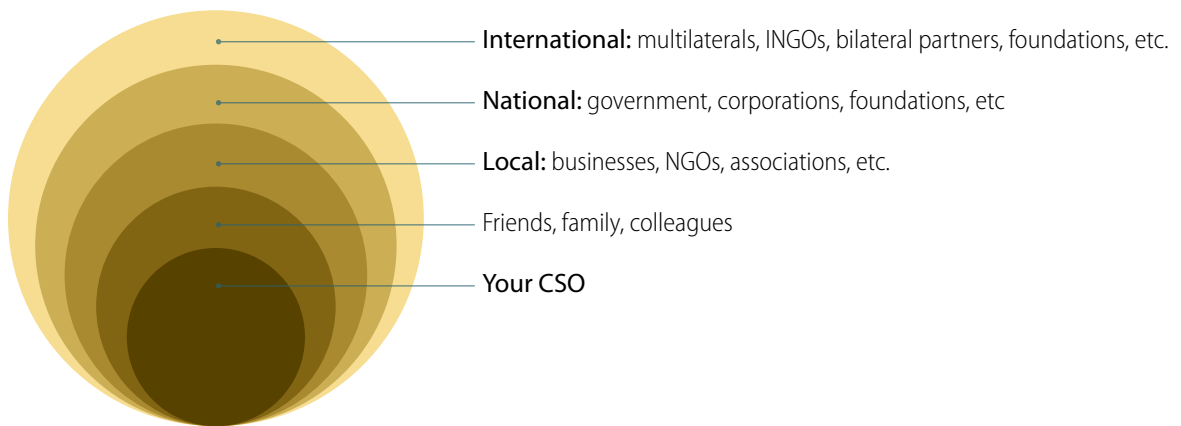 International: multilaterals, INGOs, bilateral partners, foundations, etc.
National: government, corporations, foundations, etc
Local: businesses, NGOs, associations, etc.
Friends, family, colleagues
Your CSO